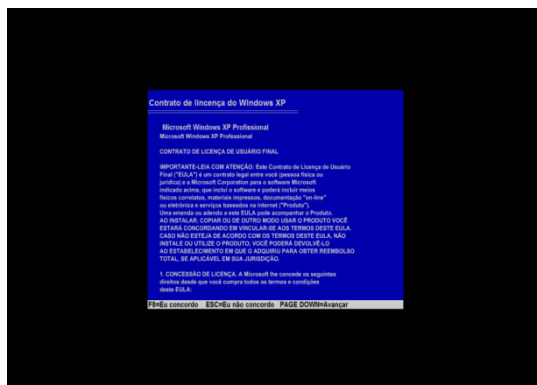 Contrato de lincença do Windows XP
Microsoft Windows XP Profissional
Microsoft Windows XP Professional
CONTRATO DE LICENÇA DE USUÁRIO FINAL
IMPORTANTE-LEIA COM ATENÇÃO: Este Contrato de Licença de Usuário
Final ("EULA") é um contrato legal entre você (pessoa física ou
jurídica) e a Microsoft Corporation para o software Microsoft
indicado acima, que inclui o software e poderá incluir meios
físicos correlatos, materiais impressos, documentação "on-line"
ou eletrônica e serviços baseados na Internet ("Produto").
Uma emenda ou adendo a este EULA pode acompanhar o Produto.
AO INSTALAR, COPIAR OU DE OUTRO MODO USAR O PRODUTO VOCÊ
ESTARÁ CONCORDANDO EM VINCULAR-SE AOS TERMOS DESTE EULA.
CASO NÃO ESTEJA DE ACORDO COM OS TERMOS DESTE EULA, NÃO
INSTALE OU UTILIZE O PRODUTO; VOCÊ PODERÁ DEVOLVÊ-LO
AO ESTABELECIMENTO EM QUE O ADQUIRIU PARA OBTER REEMBOLSO
TOTAL, SE APLICÁVEL EM SUA JURISDIÇÃO.
1. CONCESSÃO DE LICENÇA. A Microsoft lhe concede os seguintes
direitos desde que você cumpra todos os termos e condições
deste EULA:
F8=Eu concordo ESC=Eu não concordo PAGE DOWN=Avançar